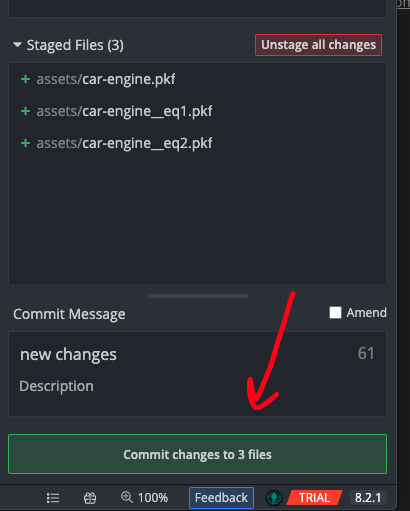 Staged Files (3)
Unstage all changes
assets/car-engine.pkf
assets/car-engine__eq1.pkf
assets/car-engine__eq2.pkf
Commit Message
Amend
new changes
61
Description
Commit changes to 3 files
100%
Feedback
TRIAL
8.2.1